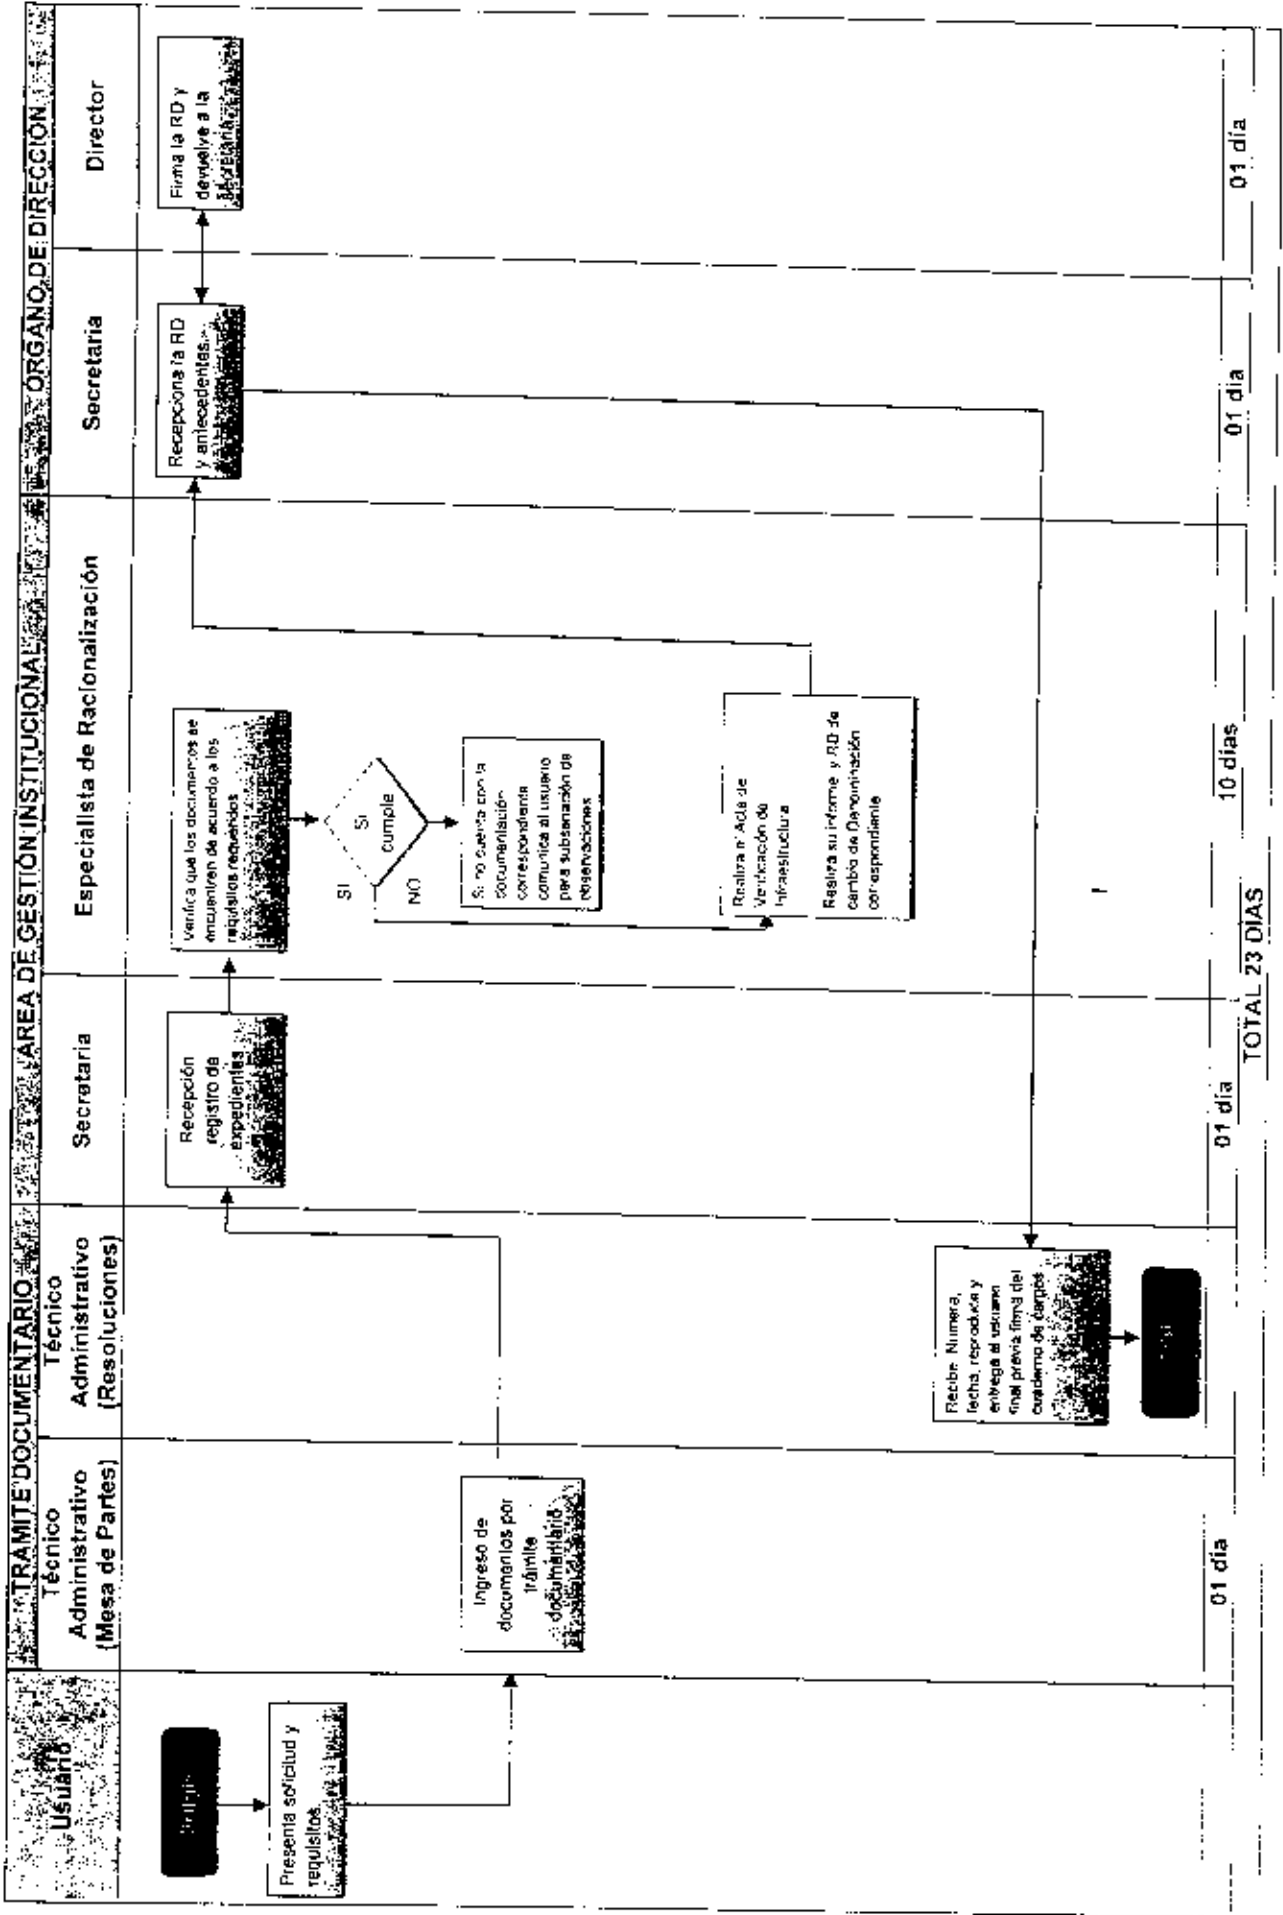 Usuario
TRAMITE DOCUMENTARIO
AREA DE GESTIÓN INSTITUCIONAL
ÓRGANO DE DIRECCIÓN
Técnico
Administrativo
(Mesa de Partes)
Técnico
Administrativo
(Resoluciones)
Secretaria
Especialista de Racionalización
Secretaria
Director
Presenta solicitud y
requisitos.
Ingreso de
documentos por
trámite
documentario
Recepción
registro de
expedientes
Verifica que los documentos se
encuentren de acuerdo a los
requisitos requeridos
Si
cumple
SI
NO
Si no cuenta con la
documentación
correspondiente
comunica al usuario
para subsanación de
observaciones
Realiza el Acta de
Verificación de
Infraestructura
Realiza su informe y RD de
cambio de Denominación
correspondiente
Recepciona la RD
y antecedentes.
Firma la RD y
devuelve a la
secretaria
Recibe, Numera,
fecha, reproduce y
entrega al usuario
final previa firma del
cuaderno de cargos
01 día
01 día
10 días
01 día
01 día
TOTAL 23 DIAS